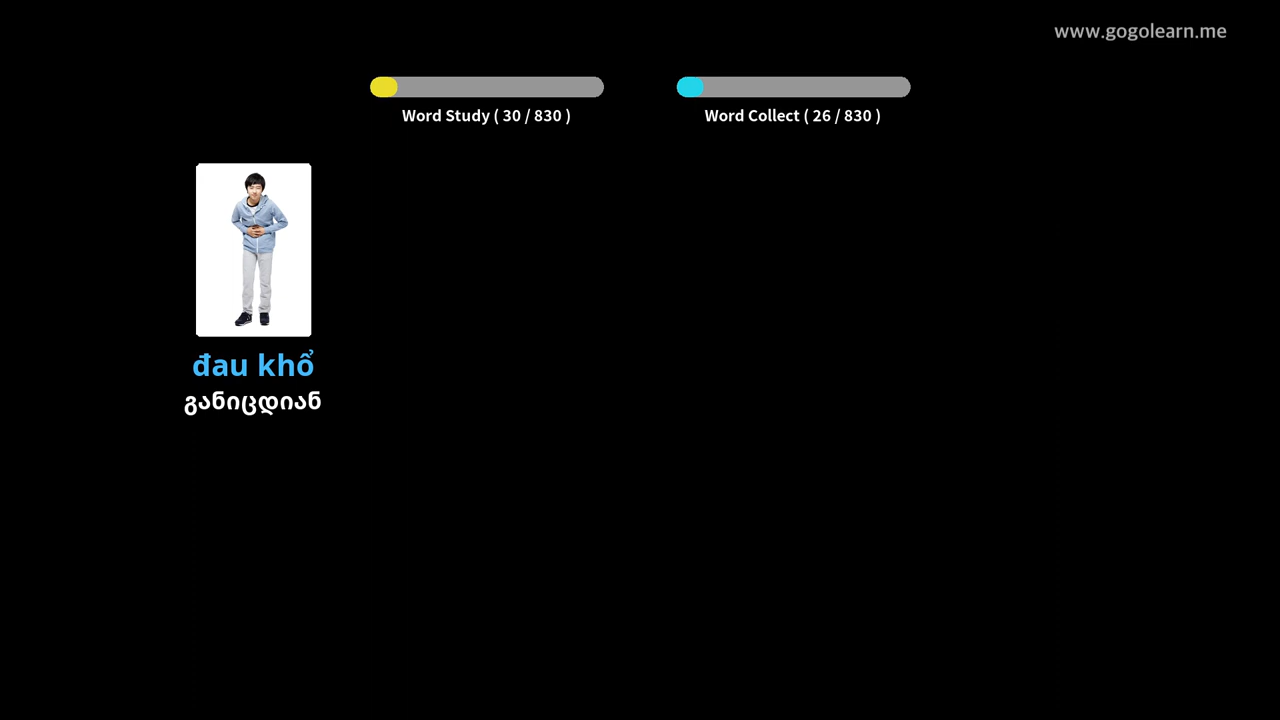 www.gogolearn.me
Word Study ( 30 / 830 )
Word Collect ( 26 / 830 )
đau khổ
განიცდიან